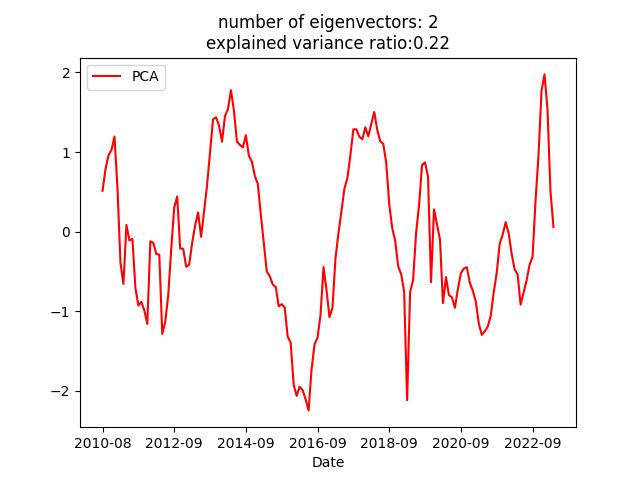 number of eigenvectors: 2
explained variance ratio:0.22
PCA
2
1
0
−1
−2
2010-08 2012-09 2014-09 2016-09 2018-09 2020-09 2022-09
Date